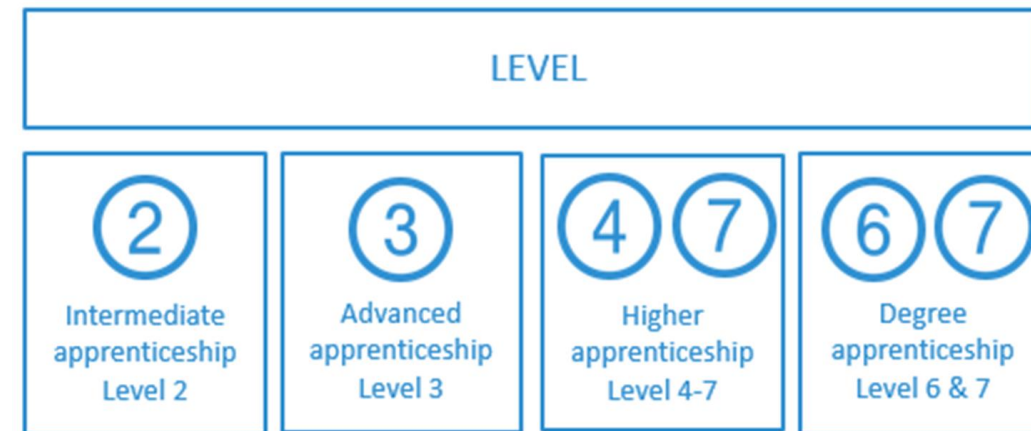 LEVEL
2
Intermediate
apprenticeship
Level 2
3
Advanced
apprenticeship
Level 3
4 7
Higher
apprenticeship
Level 4-7
6 7
Degree
apprenticeship
Level 6 & 7